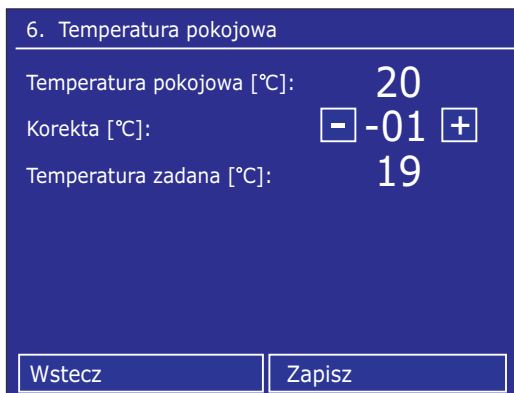 6. Temperatura pokojowa
Temperatura pokojowa [°C]: 20
Korekta [°C]: - -01 +
Temperatura zadana [°C]: 19
Wstecz Zapisz